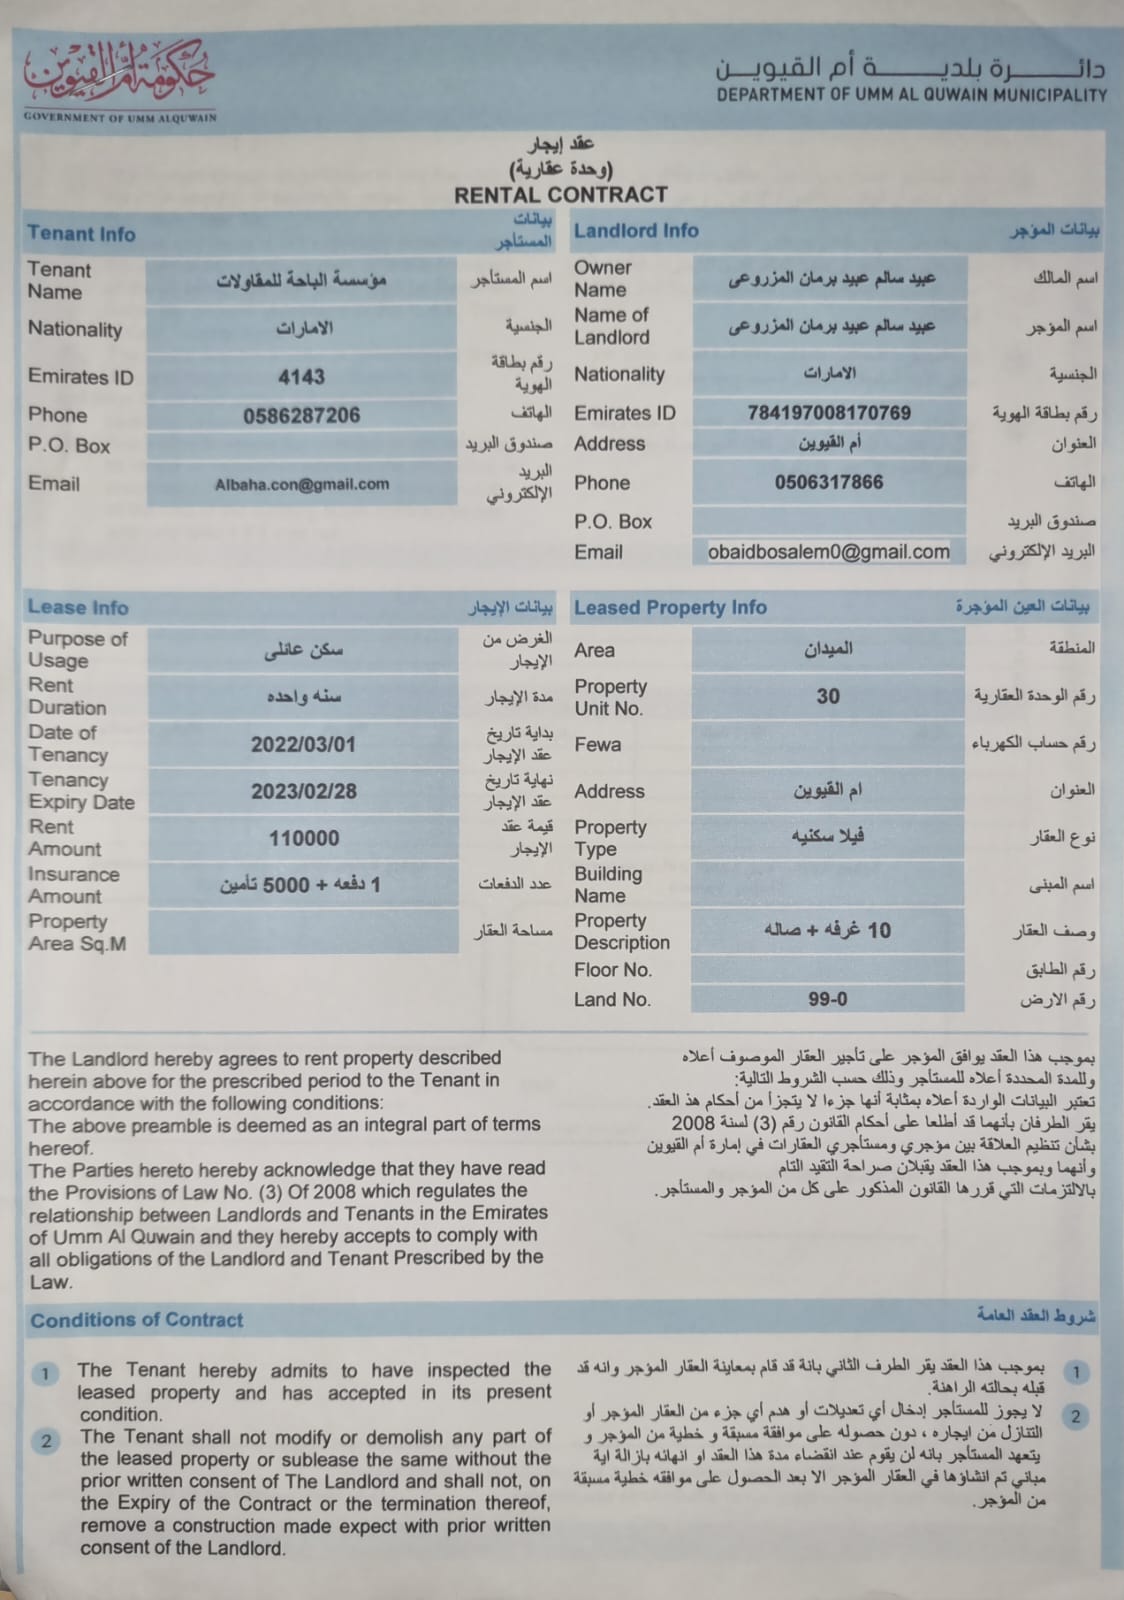 حكومة أم القيوين
GOVERNMENT OF UMM ALQUWAIN
دائرة بلدية أم القيوين
DEPARTMENT OF UMM AL QUWAIN MUNICIPALITY
عقد إيجار
(وحدة عقارية)
RENTAL CONTRACT
Tenant Info بيانات المستأجر
Tenant Name مؤسسة الباحة للمقاولات اسم المستأجر
Nationality الامارات الجنسية
Emirates ID 4143 رقم بطاقة الهوية
Phone 0586287206 الهاتف
P.O. Box صندوق البريد
Email Albaha.con@gmail.com البريد الإلكتروني
Landlord Info بيانات المؤجر
Owner Name عبيد سالم عبيد برمان المزروعى اسم المالك
Name of Landlord عبيد سالم عبيد برمان المزروعى اسم المؤجر
Nationality الامارات الجنسية
Emirates ID 784197008170769 رقم بطاقة الهوية
Address أم القيوين العنوان
Phone 0506317866 الهاتف
P.O. Box صندوق البريد
Email obaidbosalem0@gmail.com البريد الإلكتروني
Lease Info بيانات الإيجار
Purpose of Usage سكن عائلى الغرض من الإيجار
Rent Duration سنه واحده مدة الإيجار
Date of Tenancy 2022/03/01 بداية تاريخ عقد الإيجار
Tenancy Expiry Date 2023/02/28 نهاية تاريخ عقد الإيجار
Rent Amount 110000 قيمة عقد الإيجار
Insurance Amount 1 دفعه + 5000 تأمين عدد الدفعات
Property Area Sq.M مساحة العقار
Leased Property Info بيانات العين المؤجرة
Area الميدان المنطقة
Property Unit No. 30 رقم الوحدة العقارية
Fewa رقم حساب الكهرباء
Address ام القيوين العنوان
Property Type فيلا سكنيه نوع العقار
Building Name اسم المبنى
Property Description 10 غرفه + صاله وصف العقار
Floor No. رقم الطابق
Land No. 99-0 رقم الارض
The Landlord hereby agrees to rent property described
herein above for the prescribed period to the Tenant in
accordance with the following conditions:
The above preamble is deemed as an integral part of terms
hereof.
The Parties hereto hereby acknowledge that they have read
the Provisions of Law No. (3) Of 2008 which regulates the
relationship between Landlords and Tenants in the Emirates
of Umm Al Quwain and they hereby accepts to comply with
all obligations of the Landlord and Tenant Prescribed by the
Law.
بموجب هذا العقد يوافق المؤجر على تأجير العقار الموصوف أعلاه
وللمدة المحددة أعلاه للمستأجر وذلك حسب الشروط التالية:
تعتبر البيانات الواردة أعلاه بمثابة أنها جزءا لا يتجزأ من أحكام هذ العقد.
يقر الطرفان بأنهما قد أطلعا على أحكام القانون رقم (3) لسنة 2008
بشأن تنظيم العلاقة بين مؤجري ومستأجري العقارات في إمارة أم القيوين
وأنهما وبموجب هذا العقد يقبلان صراحة التقيد التام
بالالتزمات التي قررها القانون المذكور على كل من المؤجر والمستأجر.
Conditions of Contract شروط العقد العامة
1 The Tenant hereby admits to have inspected the
leased property and has accepted in its present
condition.
2 The Tenant shall not modify or demolish any part of
the leased property or sublease the same without the
prior written consent of The Landlord and shall not, on
the Expiry of the Contract or the termination thereof,
remove a construction made expect with prior written
consent of the Landlord.
1 بموجب هذا العقد يقر الطرف الثاني بانة قد قام بمعاينة العقار المؤجر وانه قد
قبله بحالته الراهنة.
2 لا يجوز للمستأجر إدخال أي تعديلات أو هدم أي جزء من العقار المؤجر أو
التنازل من ايجاره ، دون حصوله على موافقة مسبقة و خطية من المؤجر و
يتعهد المستأجر بانه لن يقوم عند انقضاء مدة هذا العقد او انهائه بازالة اية
مباني تم انشاؤها في العقار المؤجر الا بعد الحصول على موافقه خطية مسبقة
من المؤجر.